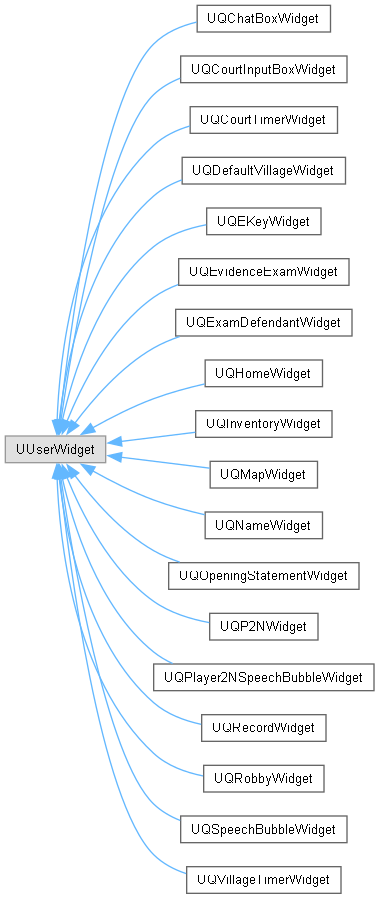 UQChatBoxWidget
UQCourtInputBoxWidget
UQCourtTimerWidget
UQDefaultVillageWidget
UQEKeyWidget
UQEvidenceExamWidget
UQExamDefendantWidget
UQHomeWidget
UQInventoryWidget
UUserWidget
UQMapWidget
UQNameWidget
UQOpeningStatementWidget
UQP2NWidget
UQPlayer2NSpeechBubbleWidget
UQRecordWidget
UQRobbyWidget
UQSpeechBubbleWidget
UQVillageTimerWidget